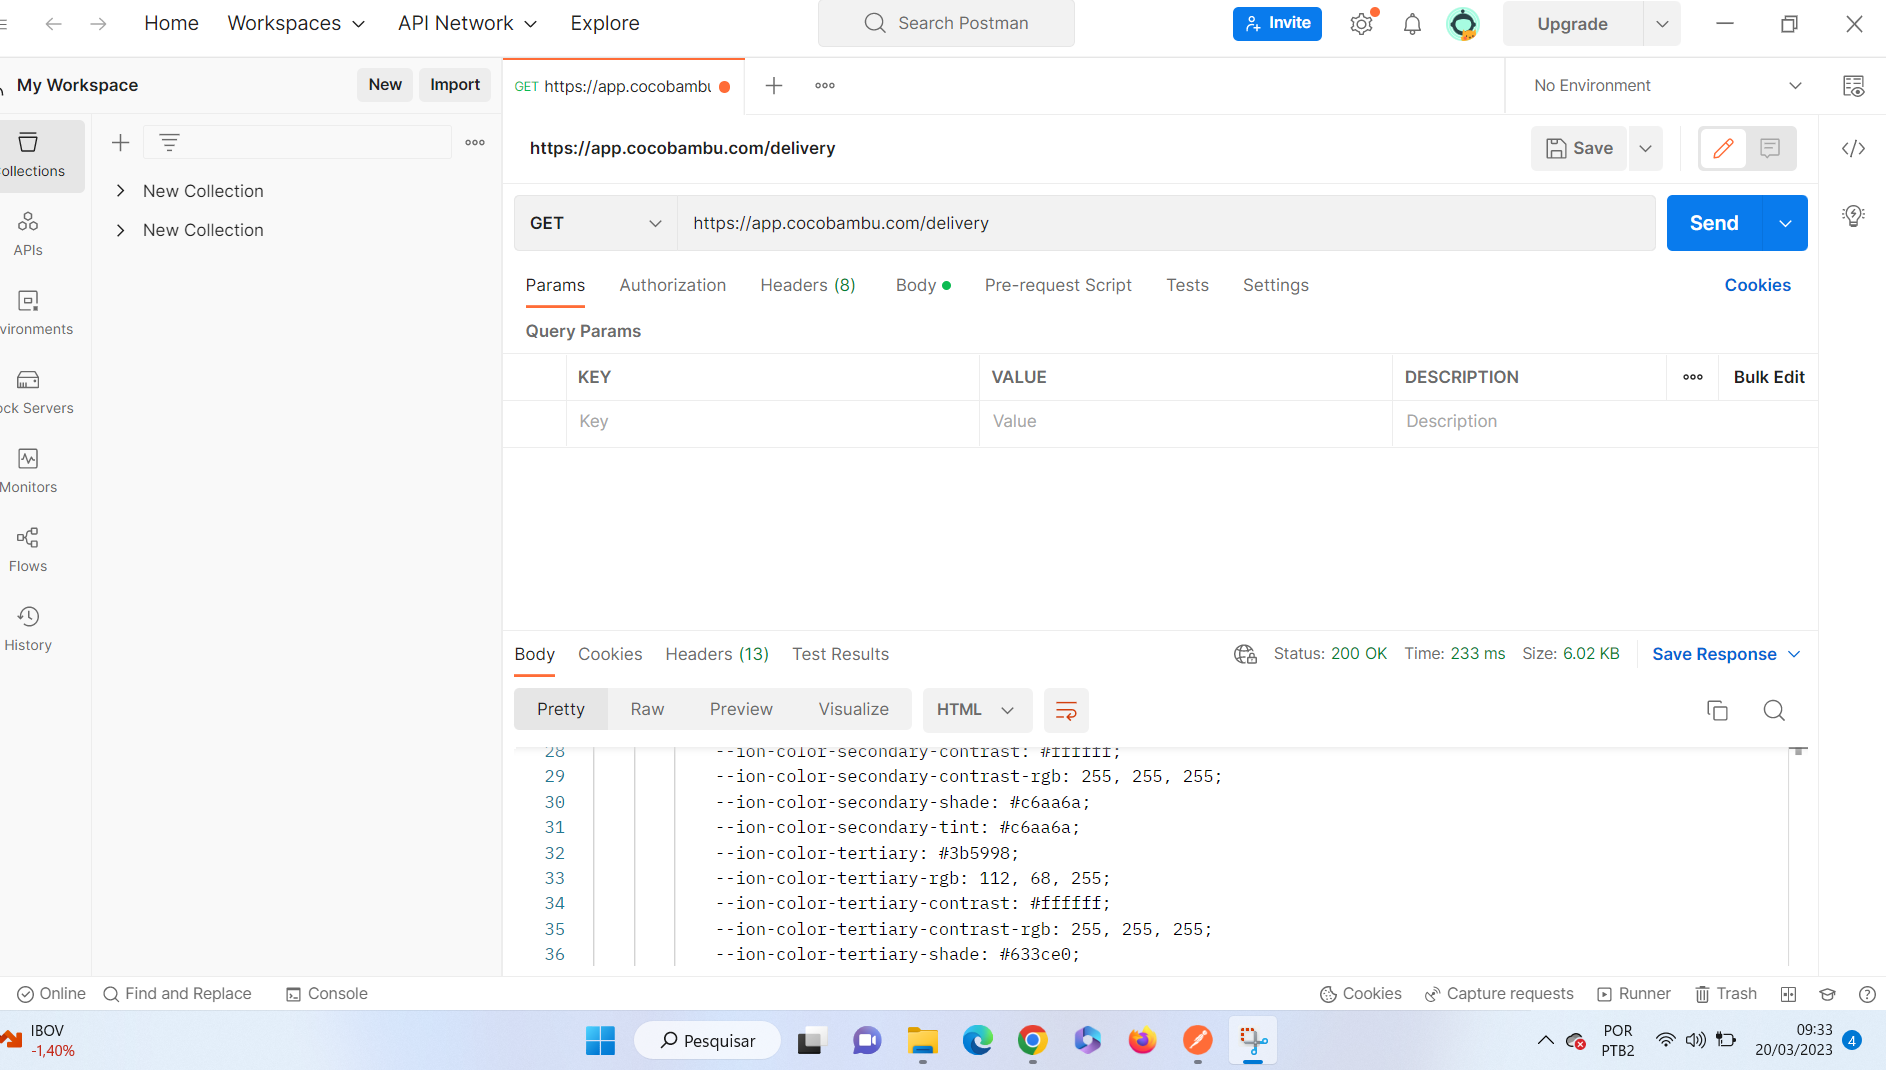 Home
Workspaces
API Network
Explore
Search Postman
Invite
Upgrade
My Workspace
New
Import
GET https://app.cocobambu
No Environment
ollections
New Collection
New Collection
APIs
vironments
ock Servers
Monitors
Flows
History
https://app.cocobambu.com/delivery
Save
GET
https://app.cocobambu.com/delivery
Send
Params
Authorization
Headers (8)
Body
Pre-request Script
Tests
Settings
Cookies
Query Params
KEY
VALUE
DESCRIPTION
Bulk Edit
Key
Value
Description
Body
Cookies
Headers (13)
Test Results
Status: 200 OK
Time: 233 ms
Size: 6.02 KB
Save Response
Pretty
Raw
Preview
Visualize
HTML
28 --ion-color-secondary-contrast: #ffffff;
29 --ion-color-secondary-contrast-rgb: 255, 255, 255;
30 --ion-color-secondary-shade: #c6aa6a;
31 --ion-color-secondary-tint: #c6aa6a;
32 --ion-color-tertiary: #3b5998;
33 --ion-color-tertiary-rgb: 112, 68, 255;
34 --ion-color-tertiary-contrast: #ffffff;
35 --ion-color-tertiary-contrast-rgb: 255, 255, 255;
36 --ion-color-tertiary-shade: #633ce0;
Online
Find and Replace
Console
Cookies
Capture requests
Runner
Trash
IBOV
-1,40%
Pesquisar
POR
PTB2
09:33
20/03/2023
4